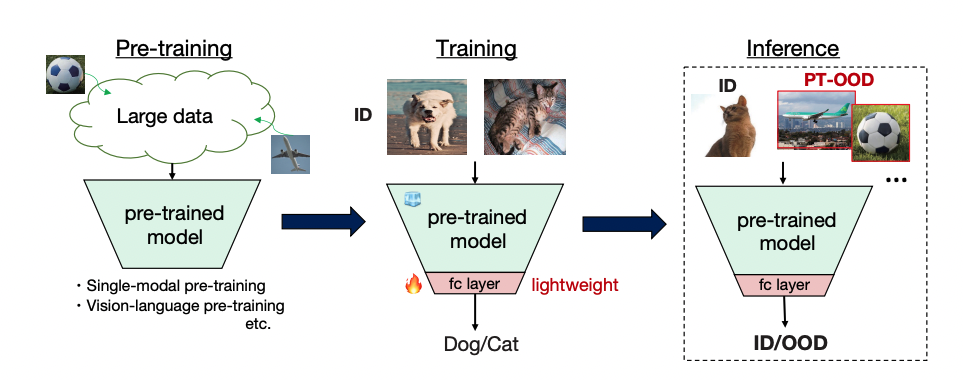 Pre-training
Large data
pre-trained
model
・Single-modal pre-training
・Vision-language pre-training
etc.
Training
ID
pre-trained
model
fc layer
lightweight
Dog/Cat
Inference
ID
PT-OOD
...
pre-trained
model
fc layer
ID/OOD